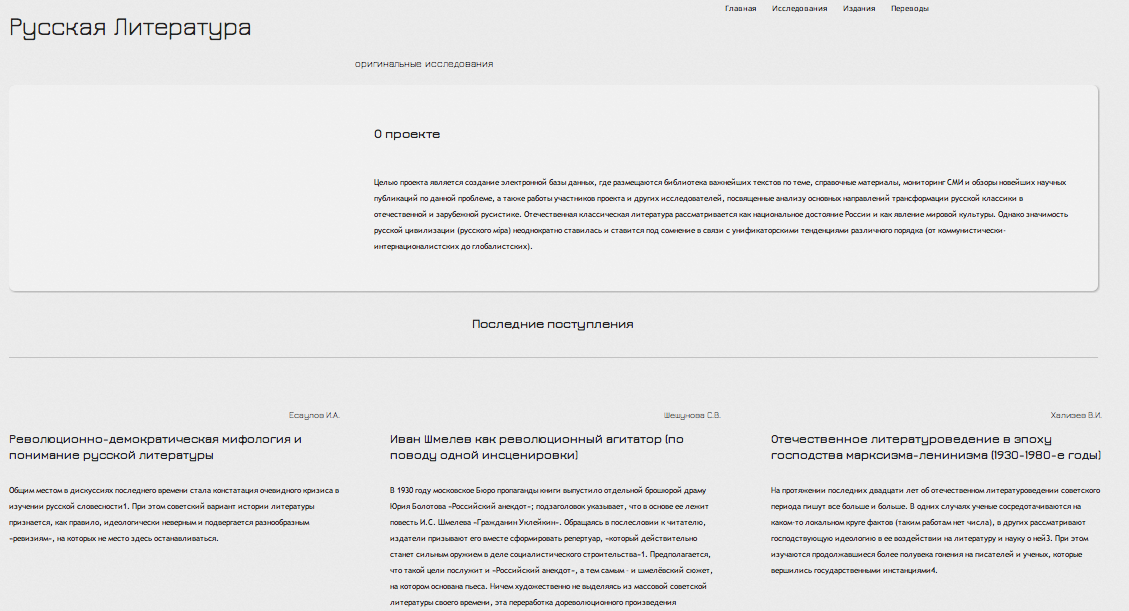 Главная Исследования Издания Переводы
Русская Литература
оригинальные исследования
О проекте
Целью проекта является создание электронной базы данных, где размещаются библиотека важнейших текстов по теме, справочные материалы, мониторинг СМИ и обзоры новейших научных
публикаций по данной проблеме, а также работы участников проекта и других исследователей, посвященные анализу основных направлений трансформации русской классики в
отечественной и зарубежной русистике. Отечественная классическая литература рассматривается как национальное достояние России и как явление мировой культуры. Однако значимость
русской цивилизации (русского мiра) неоднократно ставилась и ставится под сомнение в связи с унификаторскими тенденциями различного порядка (от коммунистически-
интернационалистских до глобалистских).
Последние поступления
Есаулов И.А.
Революционно-демократическая мифология и
понимание русской литературы
Общим местом в дискуссиях последнего времени стала констатация очевидного кризиса в
изучении русской словесности1. При этом советский вариант истории литературы
признается, как правило, идеологически неверным и подвергается разнообразным
«ревизиям», на которых не место здесь останавливаться.
Шешунова С.В.
Иван Шмелев как революционный агитатор (по
поводу одной инсценировки)
В 1930 году московское Бюро пропаганды книги выпустило отдельной брошюрой драму
Юрия Болотова «Российский анекдот»; подзаголовок указывает, что в основе ее лежит
повесть И.С. Шмелева «Гражданин Уклейкин». Обращаясь в послесловии к читателю,
издатели призывают его вместе сформировать репертуар, «который действительно
станет сильным оружием в деле социалистического строительства»1. Предполагается,
что такой цели послужит и «Российский анекдот», а тем самым - и шмелёвский сюжет,
на котором основана пьеса. Ничем художественно не выделяясь из массовой советской
литературы своего времени, эта переработка дореволюционного произведения
Хализев В.И.
Отечественное литературоведение в эпоху
господства марксизма-ленинизма (1930-1980-е годы)
На протяжении последних двадцати лет об отечественном литературоведении советского
периода пишут все больше и больше. В одних случаях ученые сосредотачиваются на
каком-то локальном круге фактов (таким работам нет числа), в других рассматривают
господствующую идеологию в ее воздействии на литературу и науку о ней3. При этом
изучаются продолжавшиеся более полувека гонения на писателей и ученых, которые
вершились государственными инстанциями4.